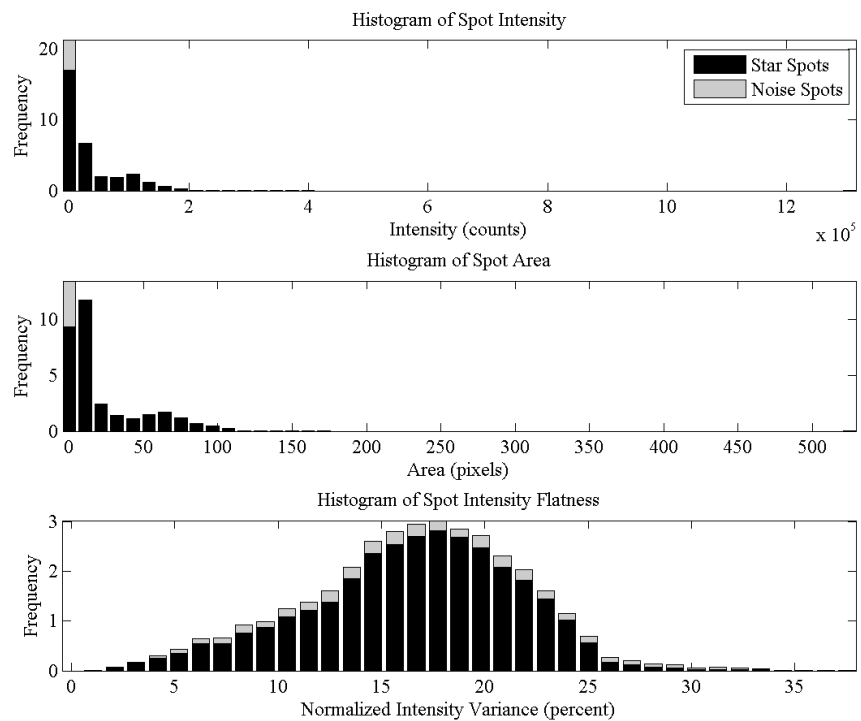 Histogram of Spot Intensity
20
10
0
Frequency
Star Spots
Noise Spots
0 2 4 6 8 10 12
Intensity (counts)
x 10^5
Histogram of Spot Area
10
5
0
Frequency
0 50 100 150 200 250 300 350 400 450 500
Area (pixels)
Histogram of Spot Intensity Flatness
3
2
1
0
Frequency
0 5 10 15 20 25 30 35
Normalized Intensity Variance (percent)